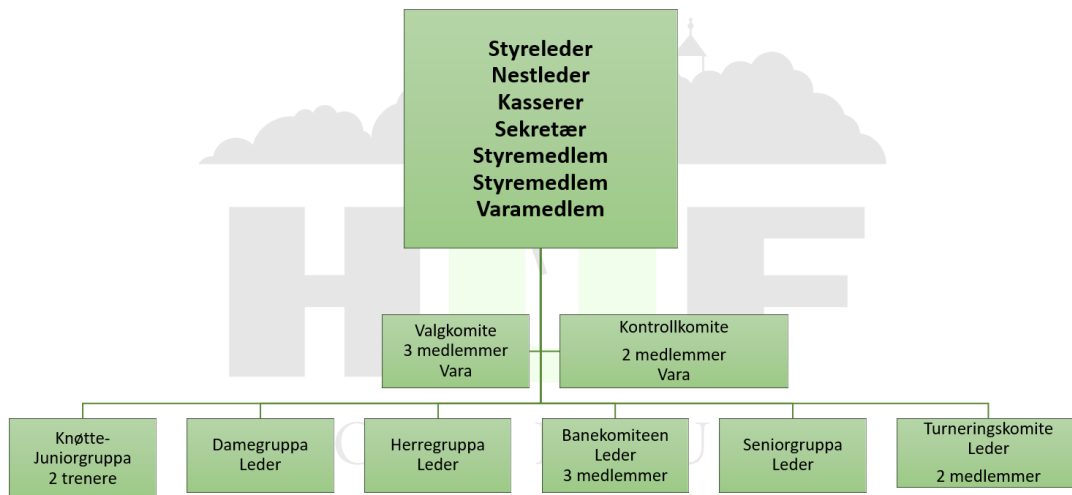 Styreleder
Nestleder
Kasserer
Sekretær
Styremedlem
Styremedlem
Varamedlem
Valgkomite
3 medlemmer
Vara
Kontrollkomite
2 medlemmer
Vara
Knøtte-
Juniorgruppa
2 trenere
Damegruppa
Leder
Herregruppa
Leder
Banekomiteen
Leder
3 medlemmer
Seniorgruppa
Leder
Turneringskomite
Leder
2 medlemmer